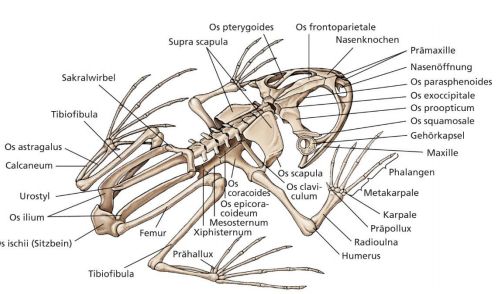 Os pterygoides
Os frontoparietale
Supra scapula
Nasenknochen
Prämaxille
Sakralwirbel
Nasenöffnung
Os parasphenoides
Tibiofibula
Os exoccipitale
Os proopticum
Os squamosale
Os astragalus
Gehörkapsel
Calcaneum
Maxille
Os scapula
Phalangen
Urostyl
Os
coracoides
Os clavi-
culum
Metakarpale
Os ilium
Os epicora-
coideum
Karpale
Mesosternum
Präpollux
Os ischii (Sitzbein)
Femur
Xiphisternum
Radioulna
Prähallux
Humerus
Tibiofibula